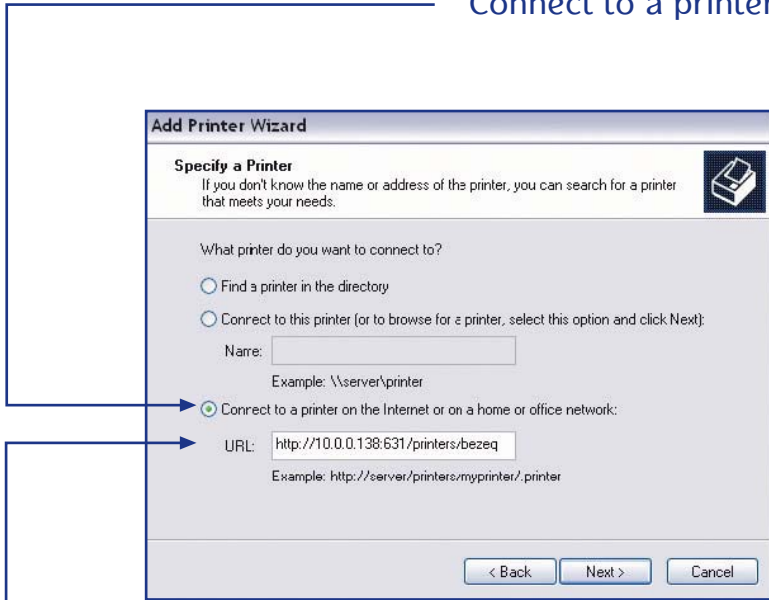 Connect to a printer
Add Printer Wizard
Specify a Printer
If you don't know the name or address of the printer, you can search for a printer
that meets your needs.
What printer do you want to connect to?
Find a printer in the directory
Connect to this printer (or to browse for a printer, select this option and click Next):
Name:
Example: \\server\printer
Connect to a printer on the Internet or on a home or office network:
URL: http://10.0.0.138:631/printers/bezeq
Example: http://server/printers/myprinter/.printer
< Back Next > Cancel